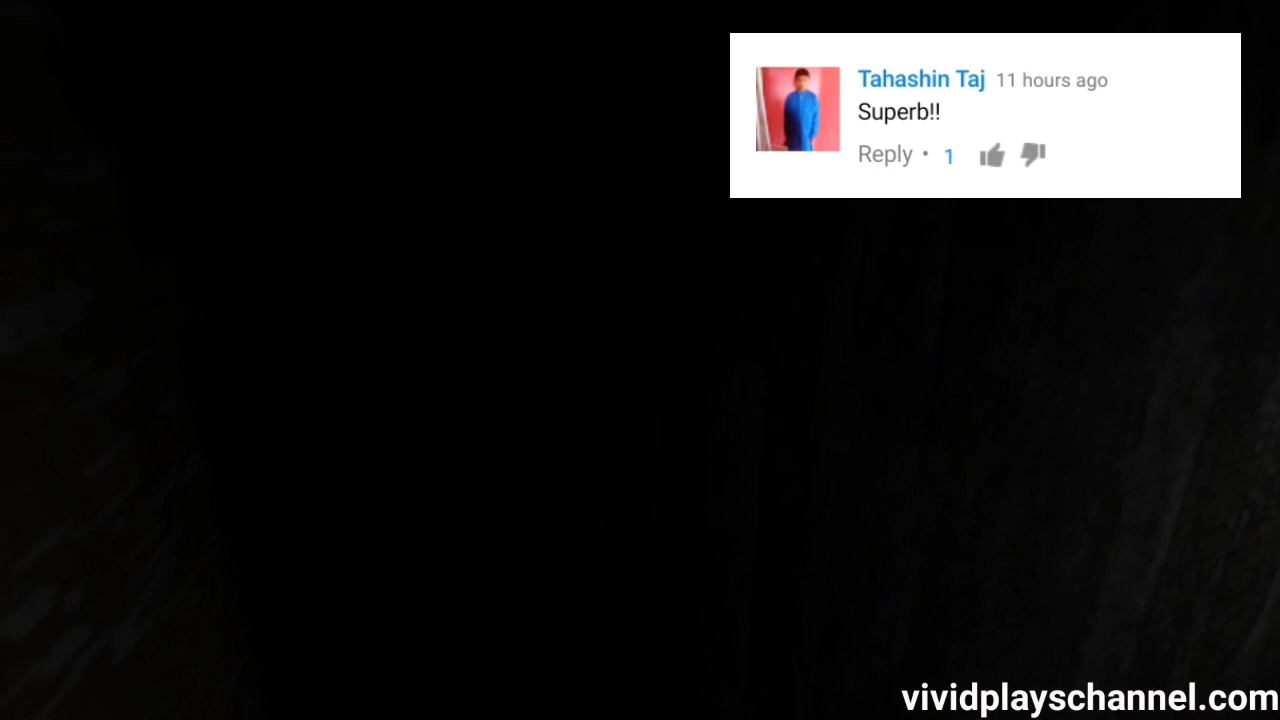 Tahashin Taj 11 hours ago
Superb!!
Reply • 1
vividplayschannel.com